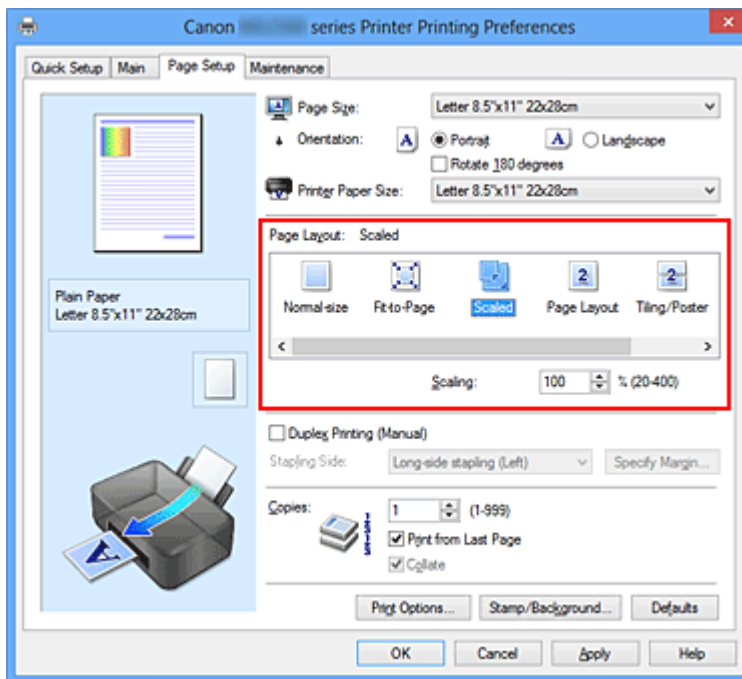 Canon series Printer Printing Preferences
Quick Setup Main Page Setup Maintenance
Page Size: Letter 8.5"x11" 22x28cm
Orientation: A Portrait A Landscape
Rotate 180 degrees
Printer Paper Size: Letter 8.5"x11" 22x28cm
Page Layout: Scaled
Normal-size Fit-to-Page Scaled 2 Page Layout 2 Tiling/Poster
Scaling: 100 % (20-400)
Plain Paper
Letter 8.5"x11" 22x28cm
Duplex Printing (Manual)
Stapling Side: Long-side stapling (Left) Specify Margin...
Copies: 1 (1-999)
Print from Last Page
Collate
A
Print Options... Stamp/Background... Defaults
OK Cancel Apply Help